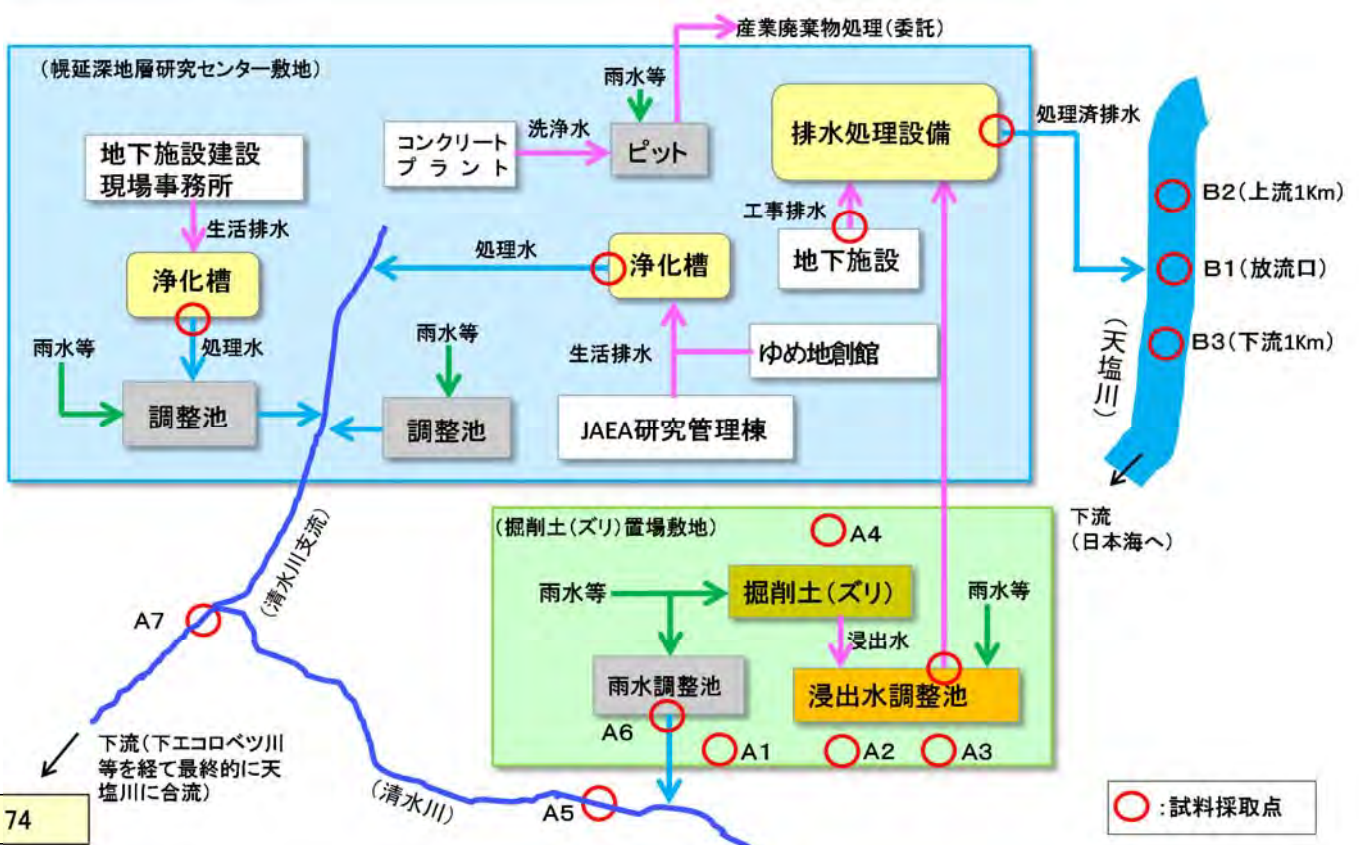 産業廃棄物処理(委託)
(幌延深地層研究センター敷地)
雨水等
コンクリート
プラント
洗浄水
ピット
排水処理設備
処理済排水
地下施設建設
現場事務所
生活排水
浄化槽
処理水
雨水等
調整池
処理水
浄化槽
工事排水
地下施設
雨水等
調整池
生活排水
ゆめ地創館
JAEA研究管理棟
B2(上流1Km)
B1(放流口)
B3(下流1Km)
(天塩川)
下流
(日本海へ)
(清水川支流)
A7
下流(下エコロベツ川
等を経て最終的に天
塩川に合流)
(清水川)
A5
(掘削土(ズリ)置場敷地)
A4
雨水等
掘削土(ズリ)
雨水等
浸出水
雨水調整池
浸出水調整池
A6
A1
A2
A3
:試料採取点
74